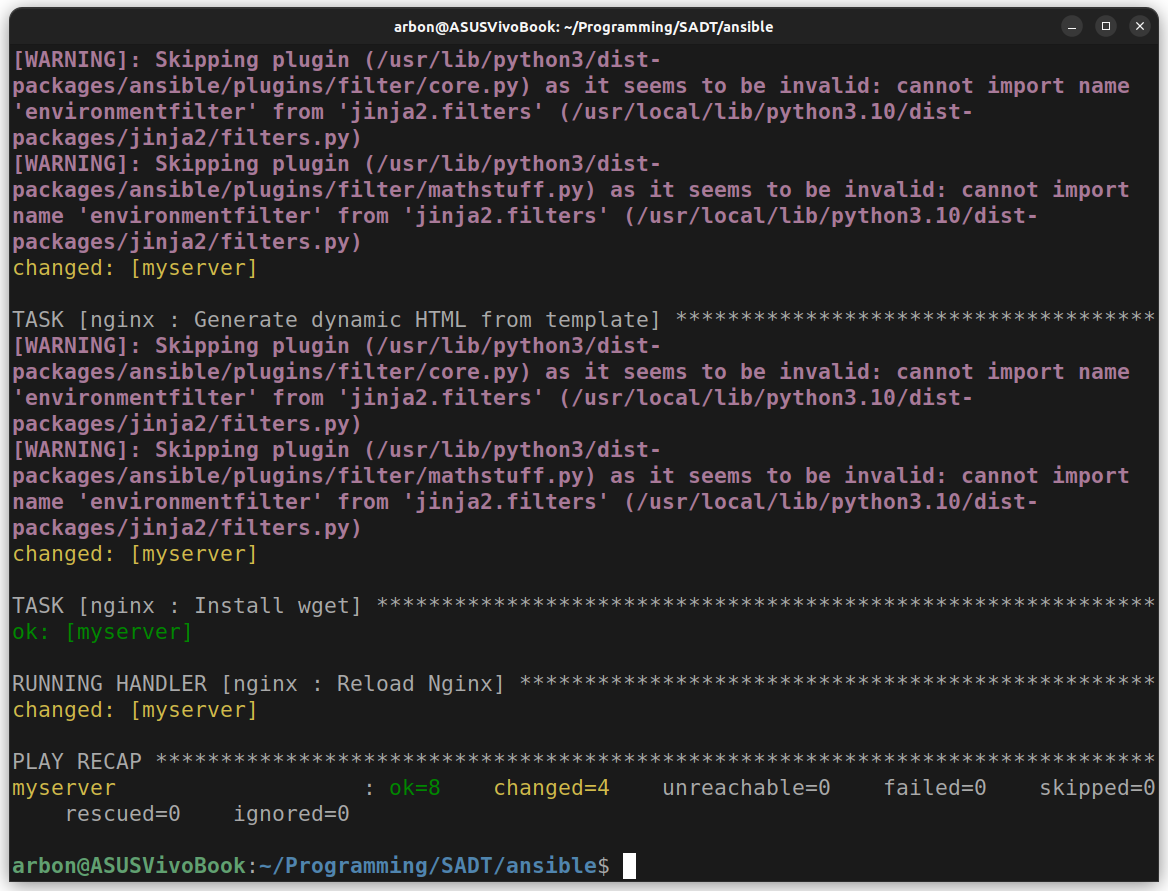 arbon@ASUSVivoBook: ~/Programming/SADT/ansible
[WARNING]: Skipping plugin (/usr/lib/python3/dist-
packages/ansible/plugins/filter/core.py) as it seems to be invalid: cannot import name
'environmentfilter' from 'jinja2.filters' (/usr/local/lib/python3.10/dist-
packages/jinja2/filters.py)
[WARNING]: Skipping plugin (/usr/lib/python3/dist-
packages/ansible/plugins/filter/mathstuff.py) as it seems to be invalid: cannot import
name 'environmentfilter' from 'jinja2.filters' (/usr/local/lib/python3.10/dist-
packages/jinja2/filters.py)
changed: [myserver]
TASK [nginx : Generate dynamic HTML from template] *************************************
[WARNING]: Skipping plugin (/usr/lib/python3/dist-
packages/ansible/plugins/filter/core.py) as it seems to be invalid: cannot import name
'environmentfilter' from 'jinja2.filters' (/usr/local/lib/python3.10/dist-
packages/jinja2/filters.py)
[WARNING]: Skipping plugin (/usr/lib/python3/dist-
packages/ansible/plugins/filter/mathstuff.py) as it seems to be invalid: cannot import
name 'environmentfilter' from 'jinja2.filters' (/usr/local/lib/python3.10/dist-
packages/jinja2/filters.py)
changed: [myserver]
TASK [nginx : Install wget] ************************************************************
ok: [myserver]
RUNNING HANDLER [nginx : Reload Nginx] *************************************************
changed: [myserver]
PLAY RECAP *****************************************************************************
myserver                   : ok=8    changed=4    unreachable=0    failed=0    skipped=0
    rescued=0    ignored=0
arbon@ASUSVivoBook:~/Programming/SADT/ansible$